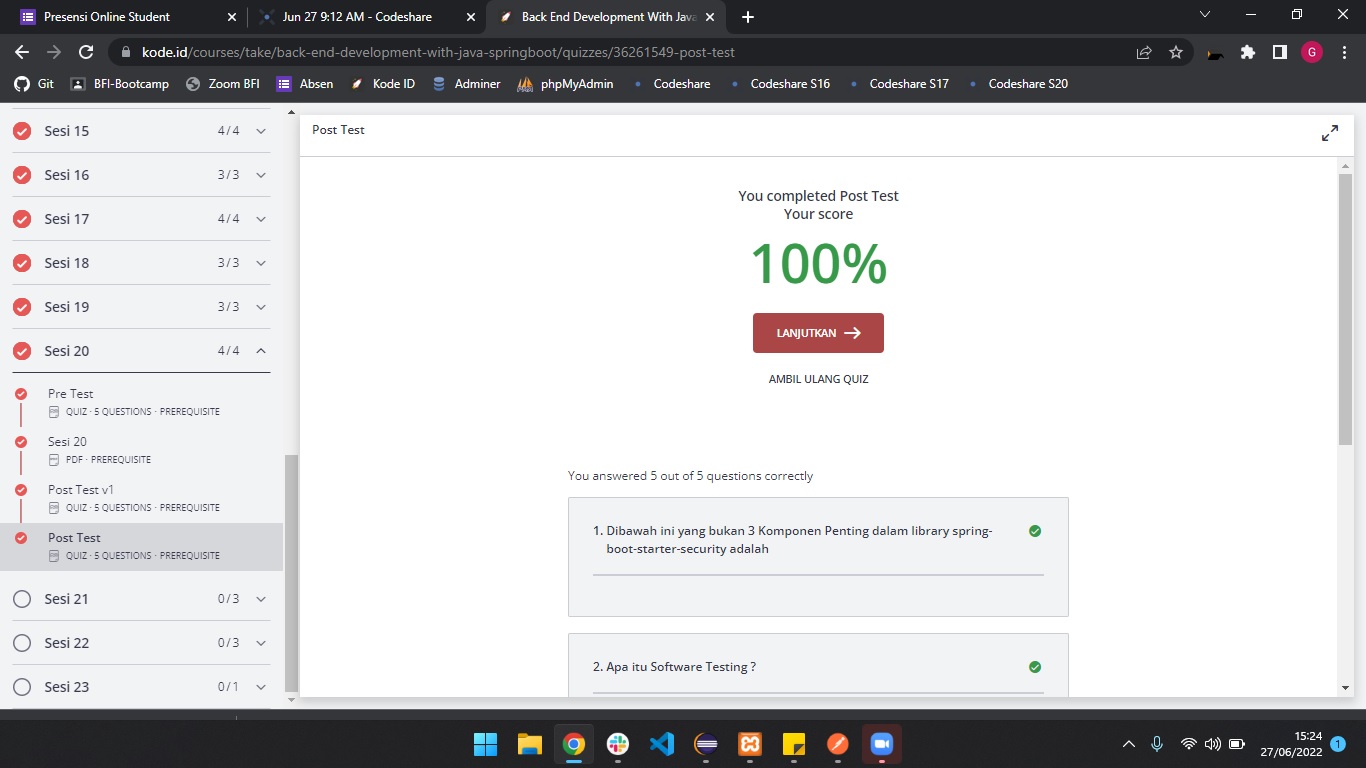 Presensi Online Student
Jun 27 9:12 AM - Codeshare
Back End Development With Java
kode.id/courses/take/back-end-development-with-java-springboot/quizzes/36261549-post-test
G
Git
BFI-Bootcamp
Zoom BFI
Absen
Kode ID
Adminer
phpMyAdmin
Codeshare
Codeshare S16
Codeshare S17
Codeshare S20
Sesi 15 4/4
Sesi 16 3/3
Sesi 17 4/4
Sesi 18 3/3
Sesi 19 3/3
Sesi 20 4/4
Pre Test
QUIZ · 5 QUESTIONS · PREREQUISITE
Sesi 20
PDF · PREREQUISITE
Post Test v1
QUIZ · 5 QUESTIONS · PREREQUISITE
Post Test
QUIZ · 5 QUESTIONS · PREREQUISITE
Sesi 21 0/3
Sesi 22 0/3
Sesi 23 0/1
Post Test
You completed Post Test
Your score
100%
LANJUTKAN
AMBIL ULANG QUIZ
You answered 5 out of 5 questions correctly
1. Dibawah ini yang bukan 3 Komponen Penting dalam library spring-
boot-starter-security adalah
2. Apa itu Software Testing ?
15:24
27/06/2022
1